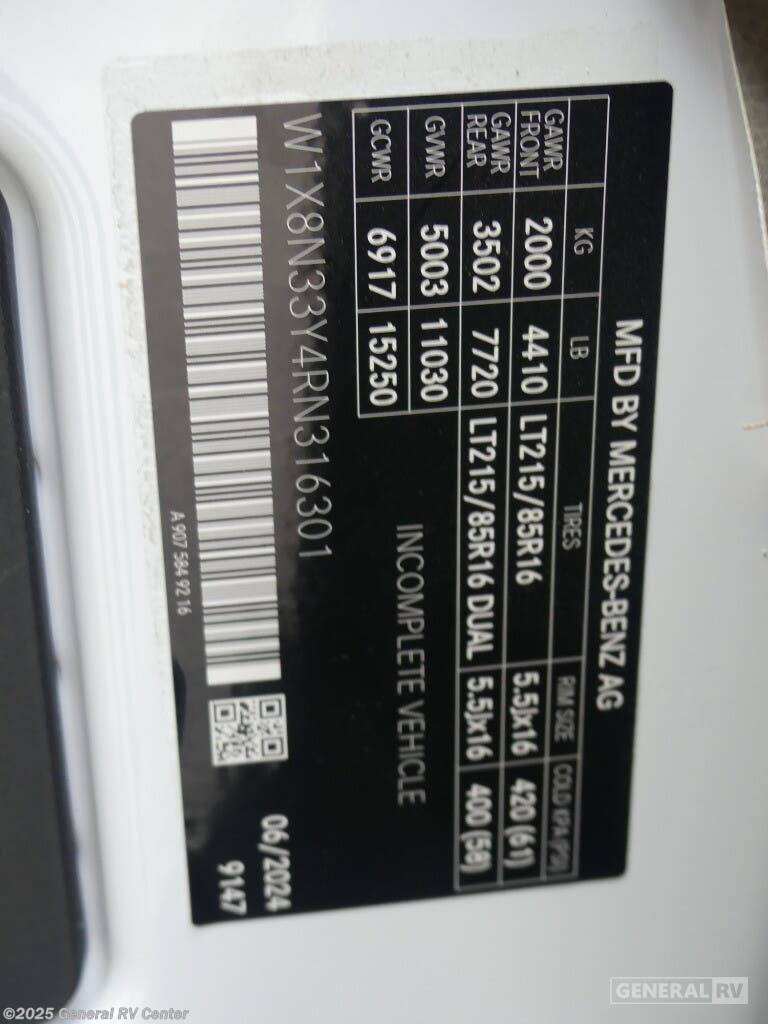 MFD BY MERCEDES-BENZ AG
KG LB TIRES RIM SIZE COLD KPA (PSI)
GAWR FRONT 2000 4410 LT215/85R16 5.5Jx16 420 (61)
GAWR REAR 3502 7720 LT215/85R16 DUAL 5.5Jx16 400 (58)
GVWR 5003 11030
GCWR 6917 15250
INCOMPLETE VEHICLE
W1X8N33Y4RN316301
06/2024
9147
A 907 584 92 16
GENERAL RV
©2025 General RV Center